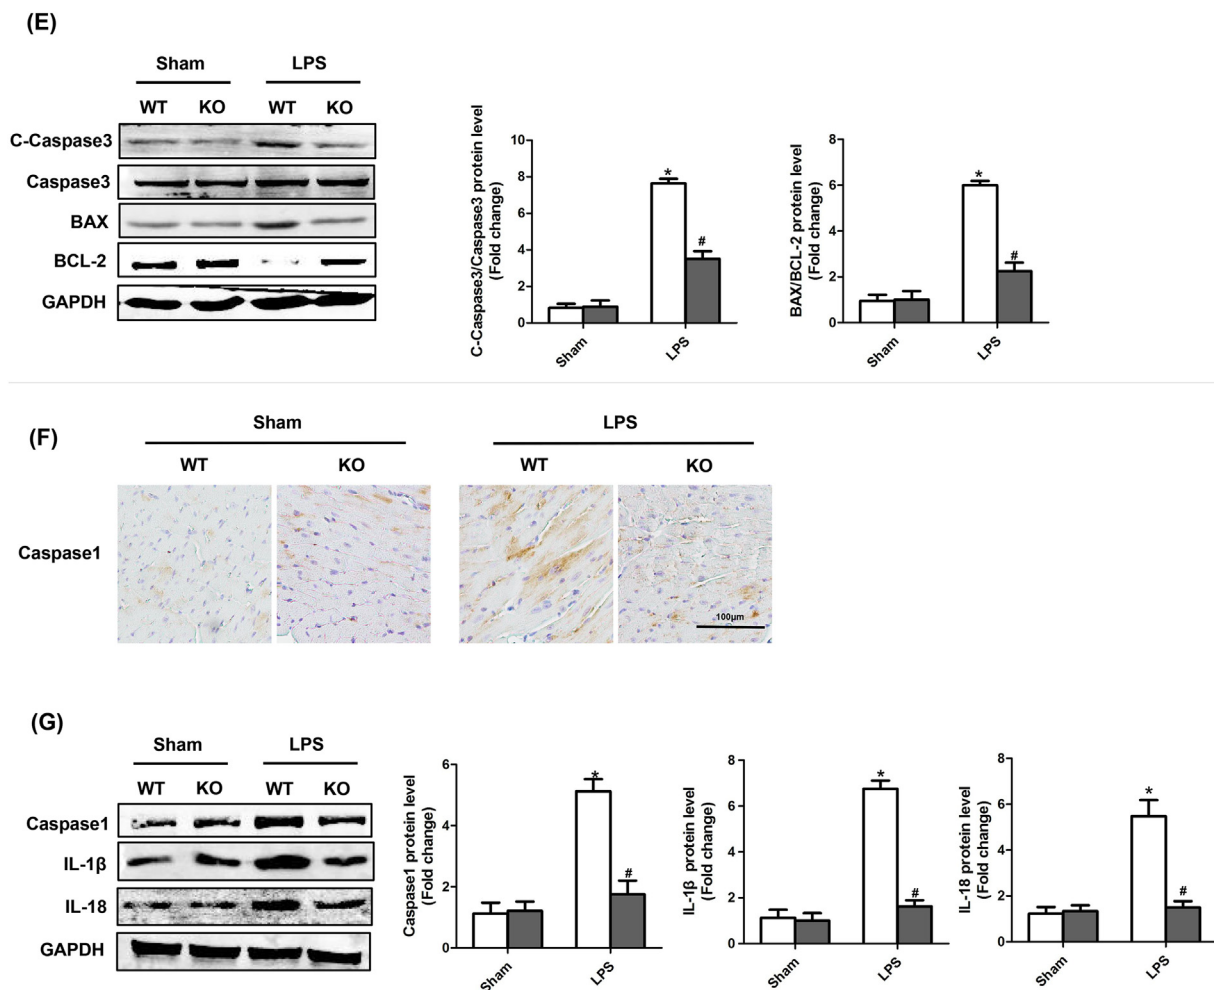 (E)
Sham LPS
WT KO WT KO
C-Caspase3
Caspase3
BAX
BCL-2
GAPDH
C-Caspase3/Caspase3 protein level
(Fold change)
10
8
6
4
2
0
*
#
Sham LPS
BAX/BCL-2 protein level
(Fold change)
8
6
4
2
0
*
#
Sham LPS
(F)
Sham LPS
WT KO WT KO
Caspase1
100μm
(G)
Sham LPS
WT KO WT KO
Caspase1
IL-1β
IL-18
GAPDH
Caspase1 protein level
(Fold change)
6
4
2
0
*
#
Sham LPS
IL-1β protein level
(Fold change)
8
6
4
2
0
*
#
Sham LPS
IL-18 protein level
(Fold change)
8
6
4
2
0
*
#
Sham LPS